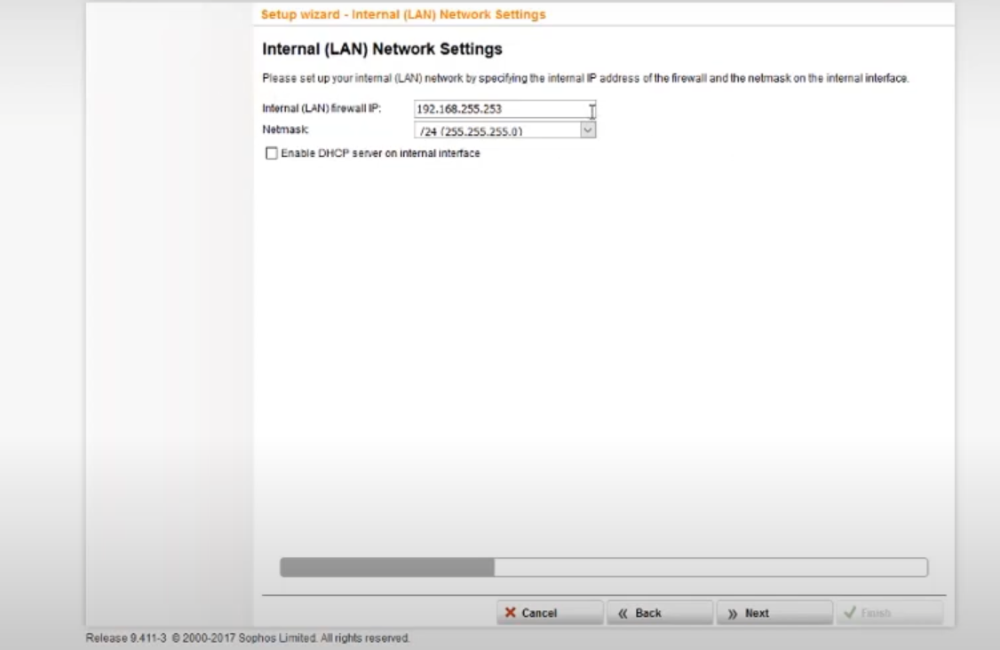 Setup wizard - Internal (LAN) Network Settings
Internal (LAN) Network Settings
Please set up your internal (LAN) network by specifying the internal IP address of the firewall and the netmask on the internal interface.
Internal (LAN) firewall IP: 192.168.255.253
Netmask: /24 (255.255.255.0)
Enable DHCP server on internal interface
Cancel Back Next Finish
Release 9.411-3 © 2000-2017 Sophos Limited. All rights reserved.